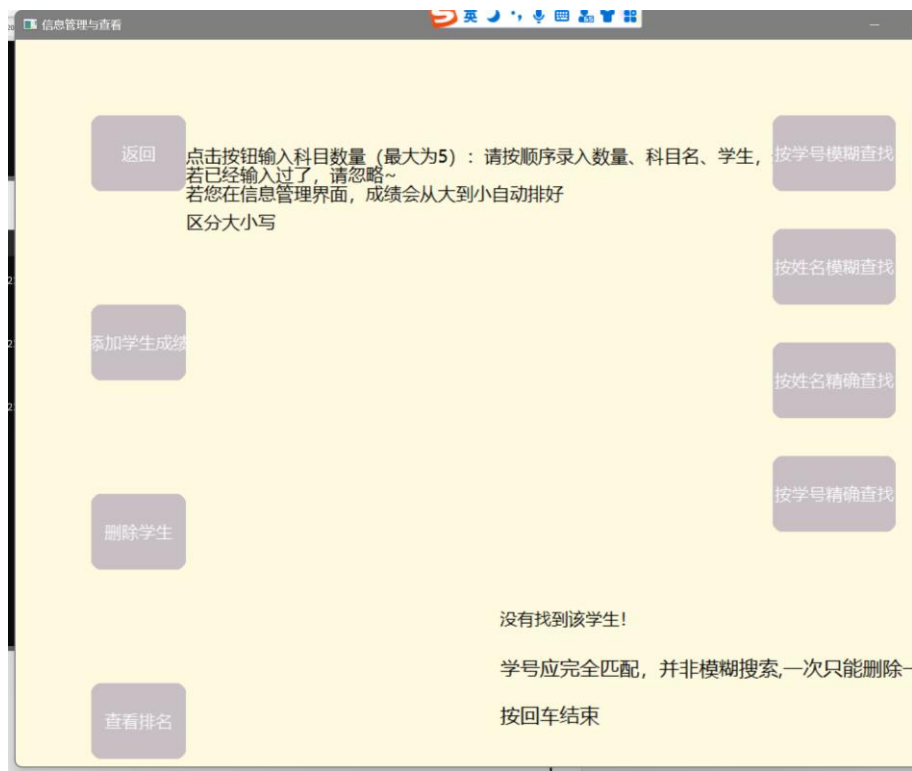 信息管理与查看
英
返回
点击按钮输入科目数量（最大为5）：请按顺序录入数量、科目名、学生，
若已经输入过了，请忽略~
若您在信息管理界面，成绩会从大到小自动排好
区分大小写
按学号模糊查找
按姓名模糊查找
添加学生成绩
按姓名精确查找
按学号精确查找
删除学生
没有找到该学生！
学号应完全匹配，并非模糊搜索,一次只能删除一
查看排名
按回车结束